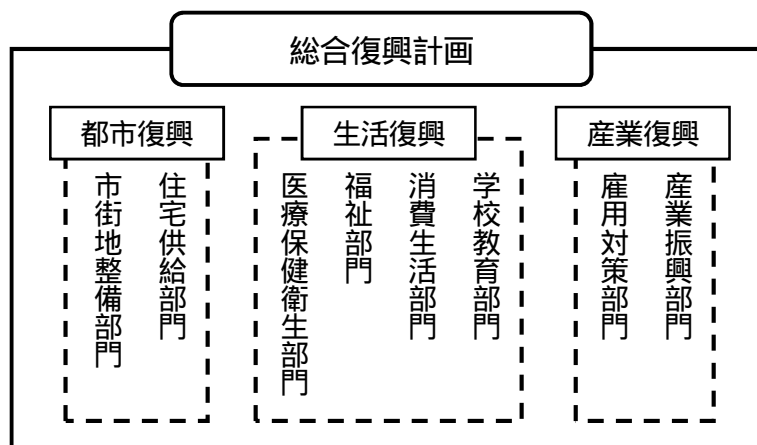 総合復興計画
都市復興
生活復興
産業復興
住宅供給部門
市街地整備部門
学校教育部門
消費生活部門
福祉部門
医療保健衛生部門
産業振興部門
雇用対策部門